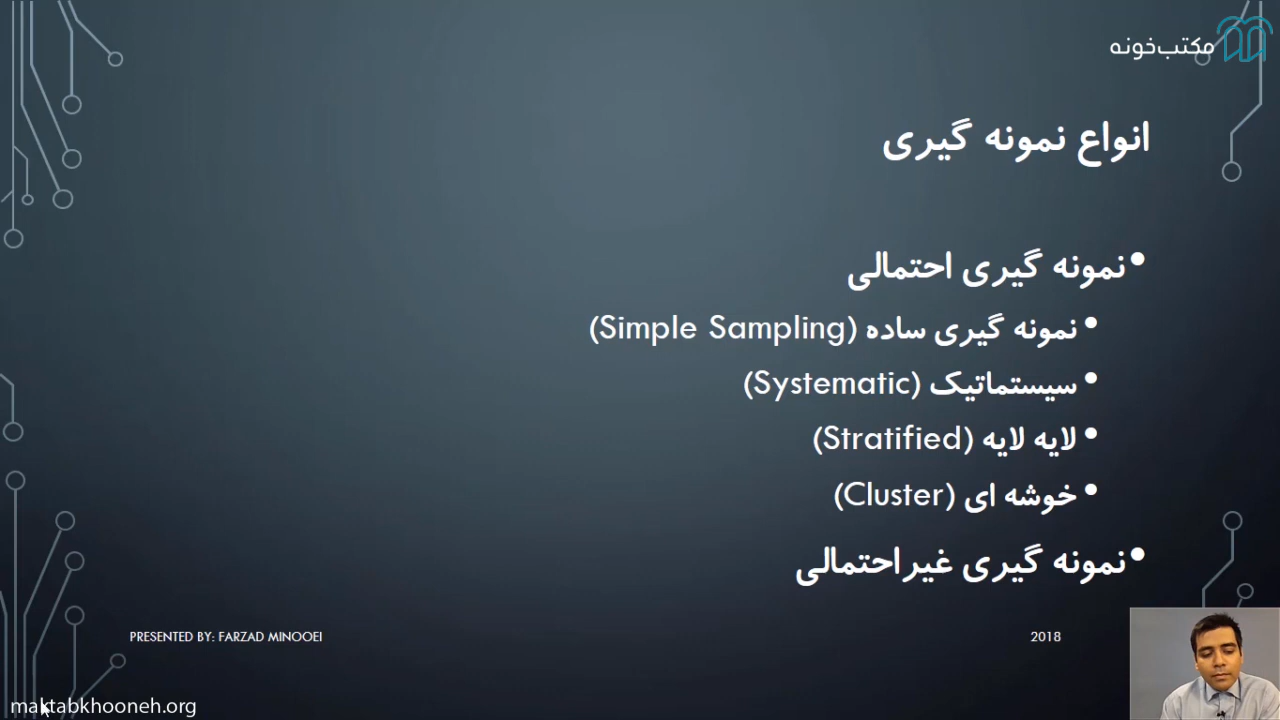 مکتب‌خونه
انواع نمونه گیری
•نمونه گیری احتمالی
•نمونه گیری ساده (Simple Sampling)
•سیستماتیک (Systematic)
•لایه لایه (Stratified)
•خوشه ای (Cluster)
•نمونه گیری غیراحتمالی
PRESENTED BY: FARZAD MINOOEI
2018
maktabkhooneh.org